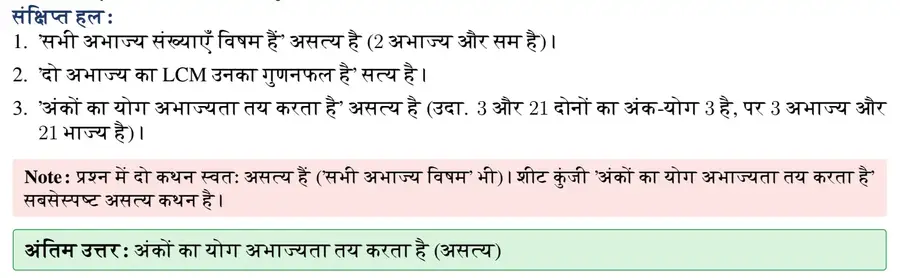 संक्षिप्त हल :
1. 'सभी अभाज्य संख्याएँ विषम हैं' असत्य है (2 अभाज्य और सम है)।
2. 'दो अभाज्य का LCM उनका गुणनफल है' सत्य है।
3. 'अंकों का योग अभाज्यता तय करता है' असत्य है (उदा. 3 और 21 दोनों का अंक-योग 3 है, पर 3 अभाज्य और
21 भाज्य है)।
Note : प्रश्न में दो कथन स्वतः असत्य हैं ('सभी अभाज्य विषम' भी)। शीट कुंजी 'अंकों का योग अभाज्यता तय करता है'
सबसेस्पष्ट असत्य कथन है।
अंतिम उत्तर : अंकों का योग अभाज्यता तय करता है (असत्य)